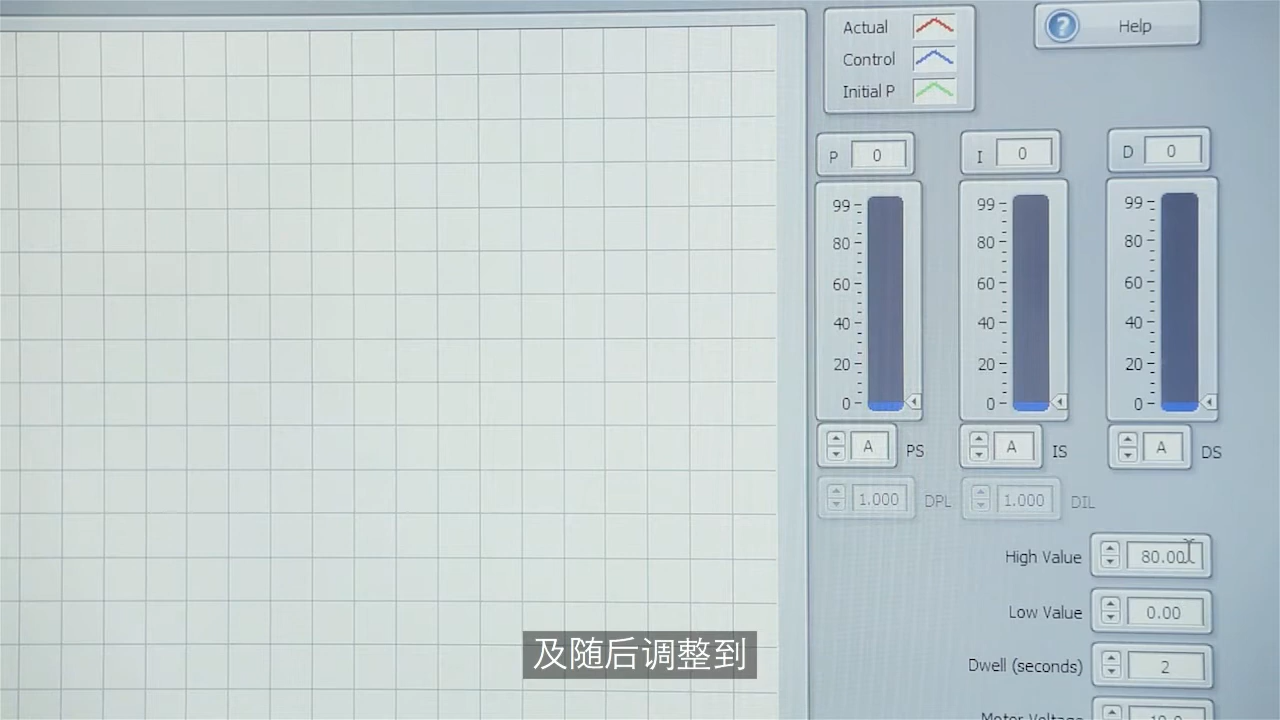 Actual
Control
Initial P
Help
P 0
I 0
D 0
99
80
60
40
20
0
99
80
60
40
20
0
99
80
60
40
20
0
A PS
A IS
A DS
1.000 DPL
1.000 DIL
High Value 80.00
Low Value 0.00
Dwell (seconds) 2
Motor Voltage
及随后调整到